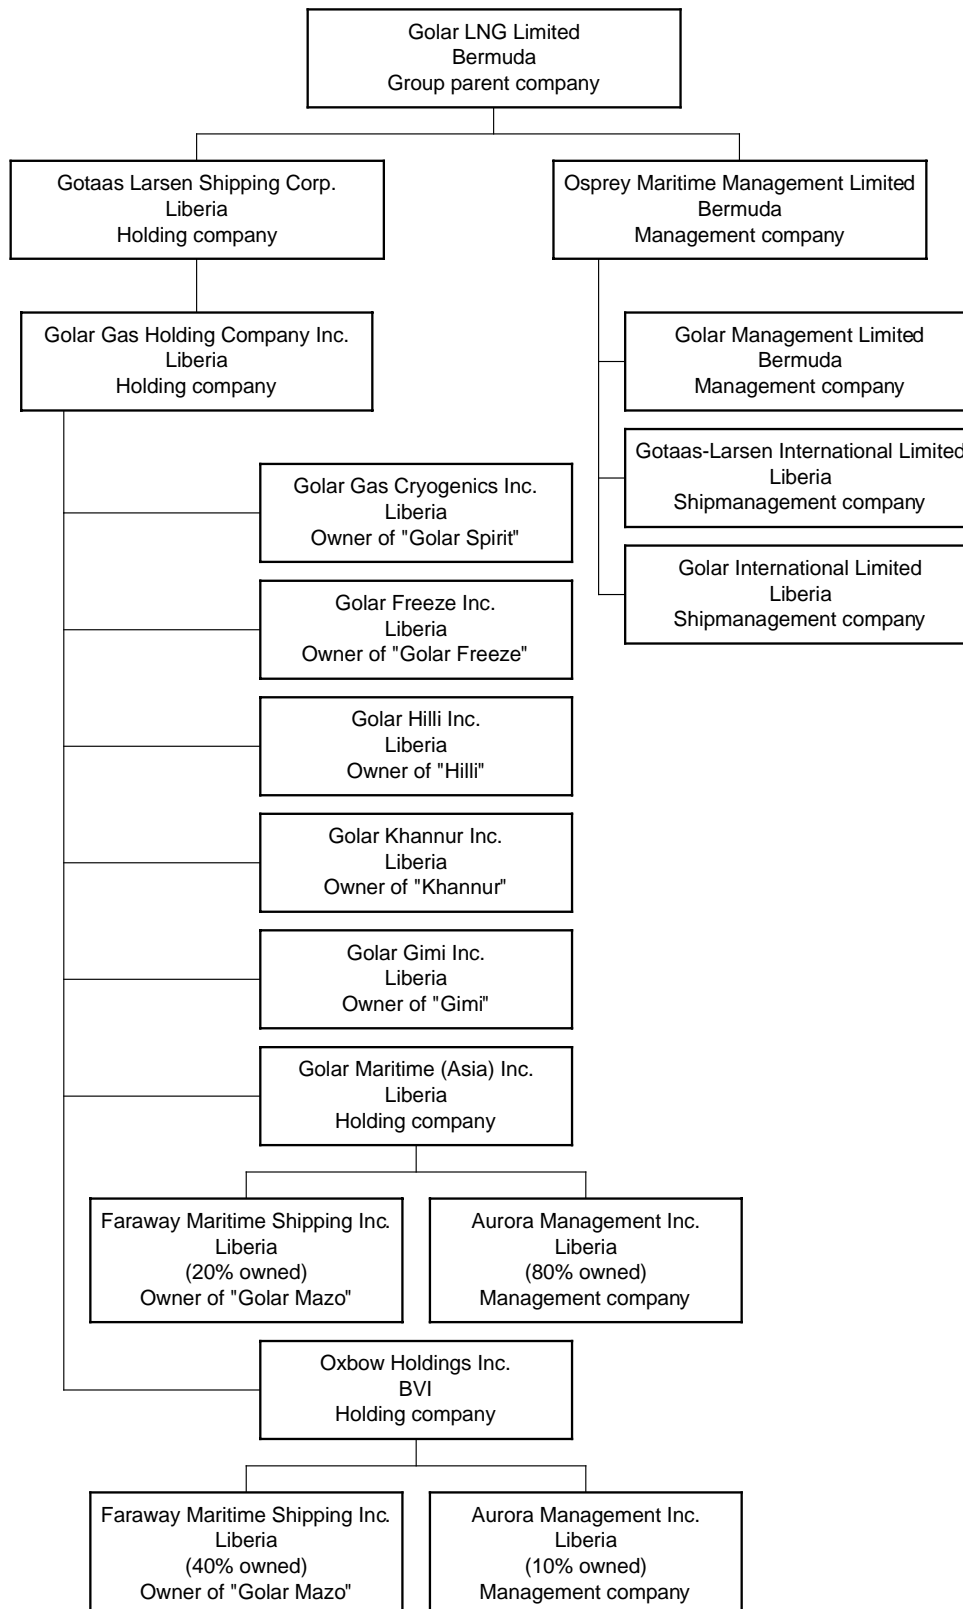 Golar LNG Limited
Bermuda
Group parent company
Gotaas Larsen Shipping Corp.
Liberia
Holding company
Osprey Maritime Management Limited
Bermuda
Management company
Golar Gas Holding Company Inc.
Liberia
Holding company
Golar Management Limited
Bermuda
Management company
Gotaas-Larsen International Limited
Liberia
Shipmanagement company
Golar Gas Cryogenics Inc.
Liberia
Owner of "Golar Spirit"
Golar International Limited
Liberia
Shipmanagement company
Golar Freeze Inc.
Liberia
Owner of "Golar Freeze"
Golar Hilli Inc.
Liberia
Owner of "Hilli"
Golar Khannur Inc.
Liberia
Owner of "Khannur"
Golar Gimi Inc.
Liberia
Owner of "Gimi"
Golar Maritime (Asia) Inc.
Liberia
Holding company
Faraway Maritime Shipping Inc.
Liberia
(20% owned)
Owner of "Golar Mazo"
Aurora Management Inc.
Liberia
(80% owned)
Management company
Oxbow Holdings Inc.
BVI
Holding company
Faraway Maritime Shipping Inc.
Liberia
(40% owned)
Owner of "Golar Mazo"
Aurora Management Inc.
Liberia
(10% owned)
Management company